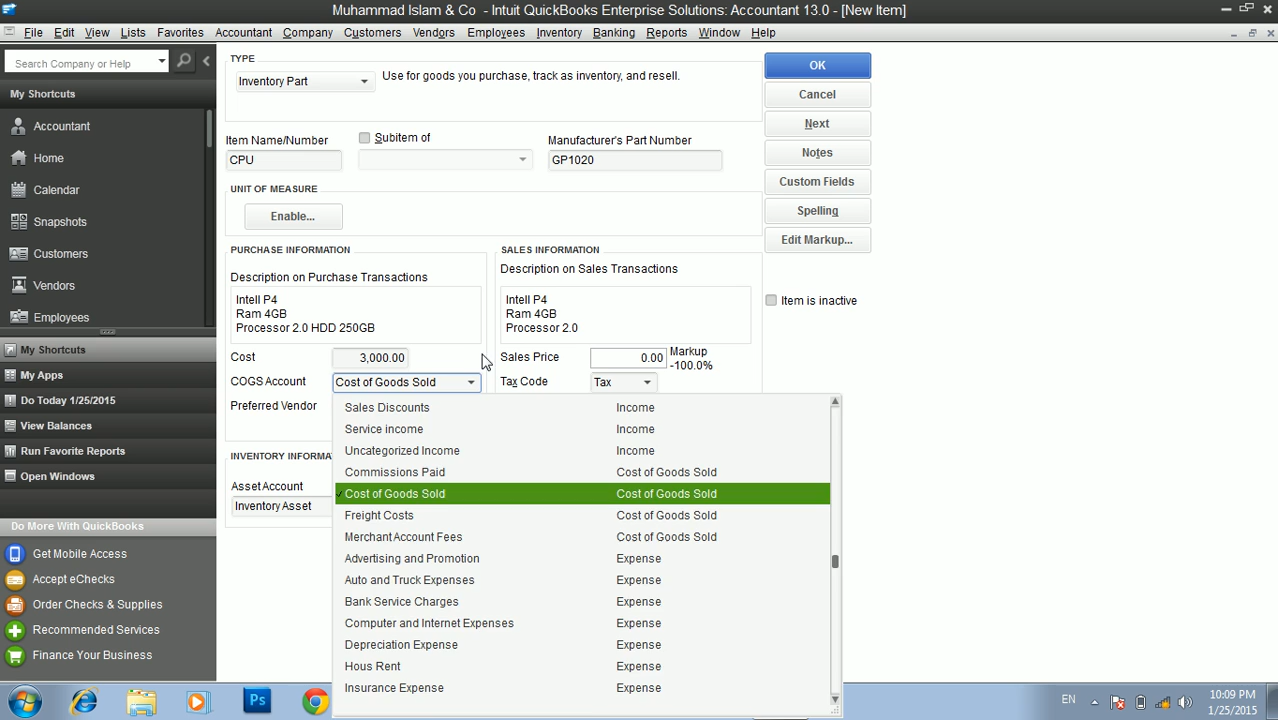 Muhammad Islam & Co - Intuit QuickBooks Enterprise Solutions: Accountant 13.0 - [New Item]
File Edit View Lists Favorites Accountant Company Customers Vendors Employees Inventory Banking Reports Window Help
Search Company or Help
My Shortcuts
Accountant
Home
Calendar
Snapshots
Customers
Vendors
Employees
My Shortcuts
My Apps
Do Today 1/25/2015
View Balances
Run Favorite Reports
Open Windows
Do More With QuickBooks
Get Mobile Access
Accept eChecks
Order Checks & Supplies
Recommended Services
Finance Your Business
TYPE
Inventory Part
Use for goods you purchase, track as inventory, and resell.
Item Name/Number
Subitem of
Manufacturer's Part Number
CPU
GP1020
UNIT OF MEASURE
Enable...
PURCHASE INFORMATION
Description on Purchase Transactions
Intell P4
Ram 4GB
Processor 2.0 HDD 250GB
Cost 3,000.00
COGS Account Cost of Goods Sold
Preferred Vendor
SALES INFORMATION
Description on Sales Transactions
Intell P4
Ram 4GB
Processor 2.0
Sales Price 0.00
Markup
-100.0%
Tax Code Tax
INVENTORY INFORMA
Asset Account
Inventory Asset
Sales Discounts Income
Service income Income
Uncategorized Income Income
Commissions Paid Cost of Goods Sold
Cost of Goods Sold Cost of Goods Sold
Freight Costs Cost of Goods Sold
Merchant Account Fees Cost of Goods Sold
Advertising and Promotion Expense
Auto and Truck Expenses Expense
Bank Service Charges Expense
Computer and Internet Expenses Expense
Depreciation Expense Expense
Hous Rent Expense
Insurance Expense Expense
OK
Cancel
Next
Notes
Custom Fields
Spelling
Edit Markup...
Item is inactive
Ps
EN
10:09 PM
1/25/2015